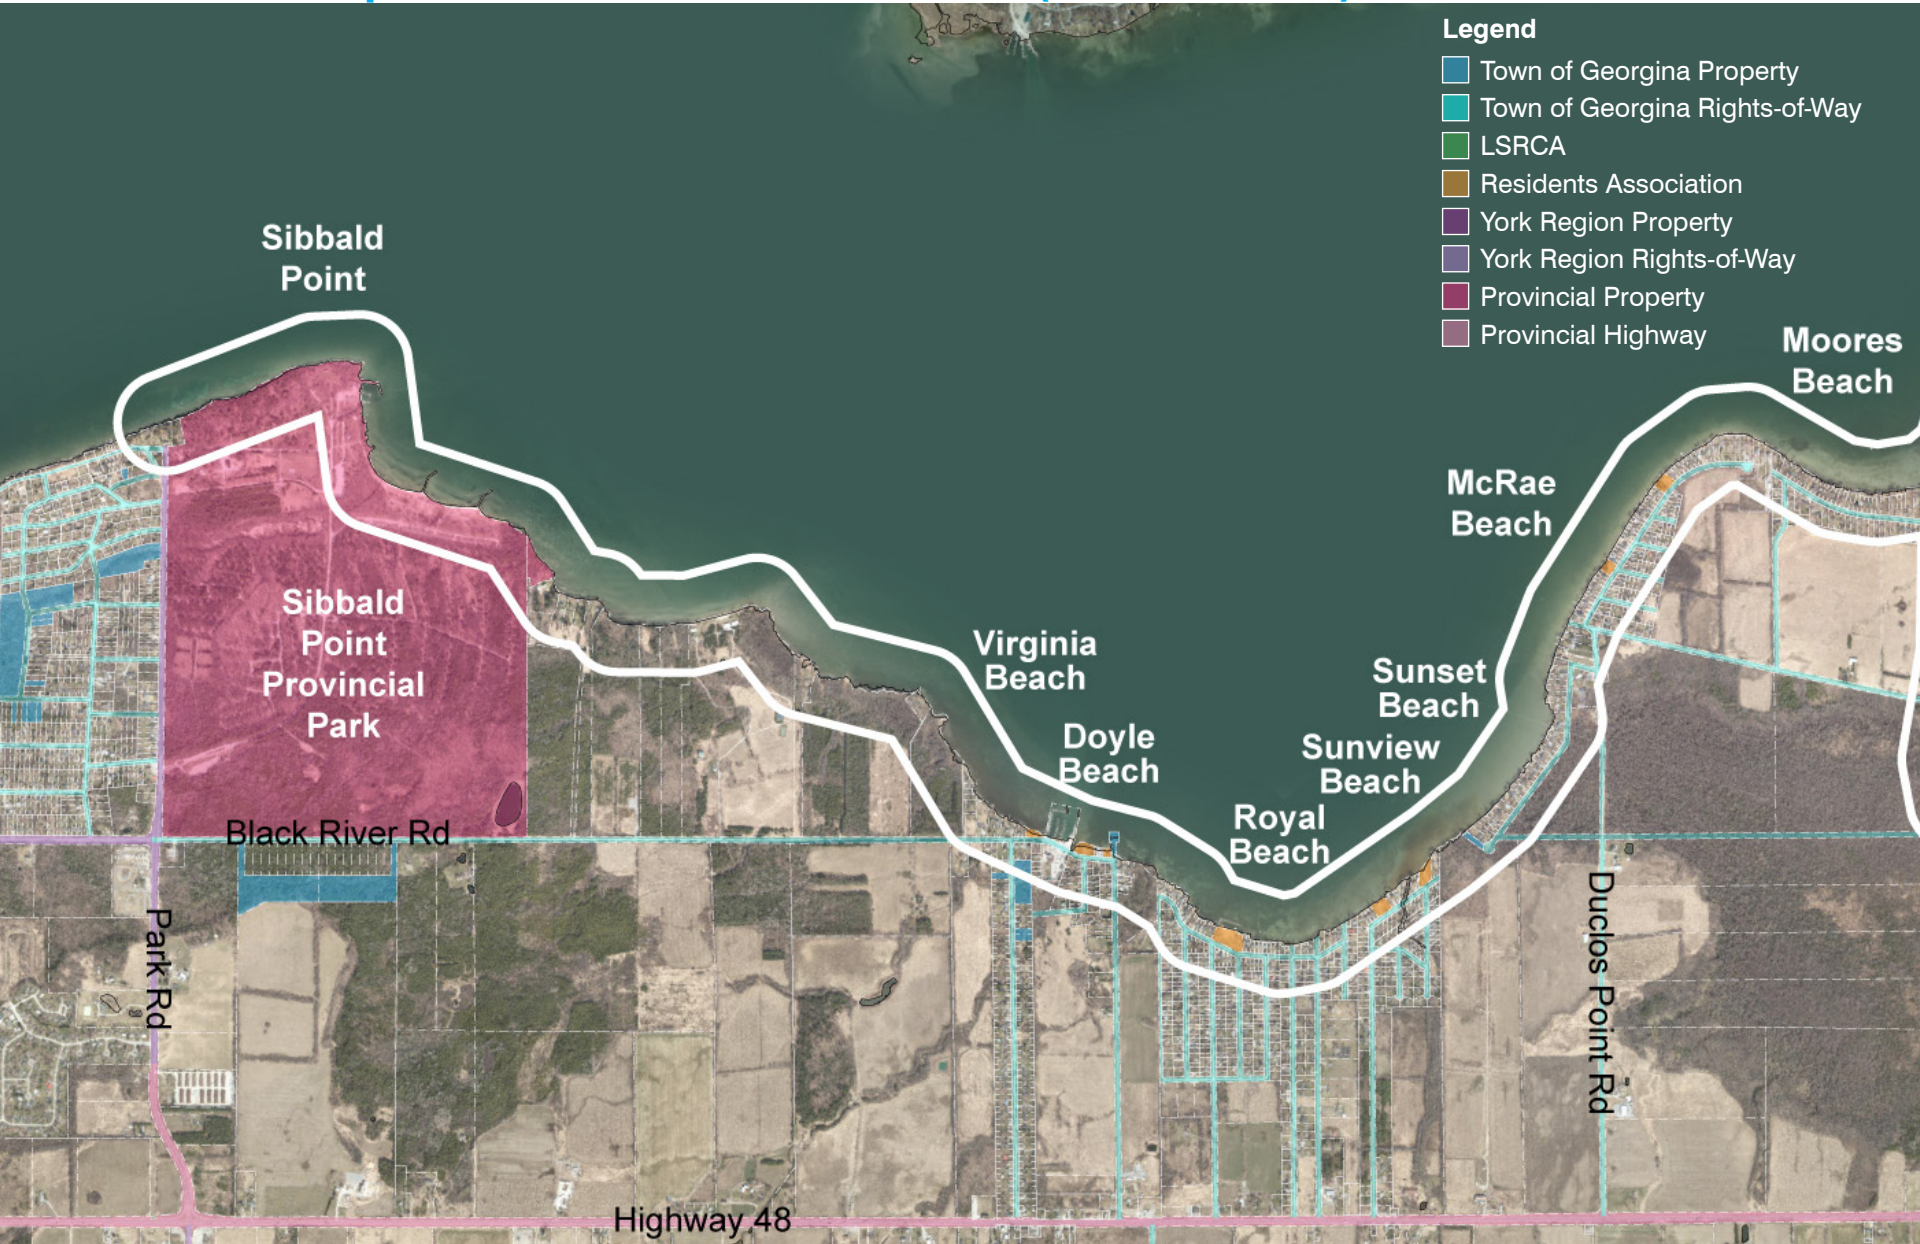 Legend
Town of Georgina Property
Town of Georgina Rights-of-Way
LSRCA
Residents Association
York Region Property
York Region Rights-of-Way
Provincial Property
Provincial Highway
Sibbald
Point
Moores
Beach
McRae
Beach
Sibbald
Point
Provincial
Park
Virginia
Beach
Sunset
Beach
Doyle
Beach
Sunview
Beach
Royal
Beach
Black River Rd
Park Rd
Duclos Point Rd
Highway 48